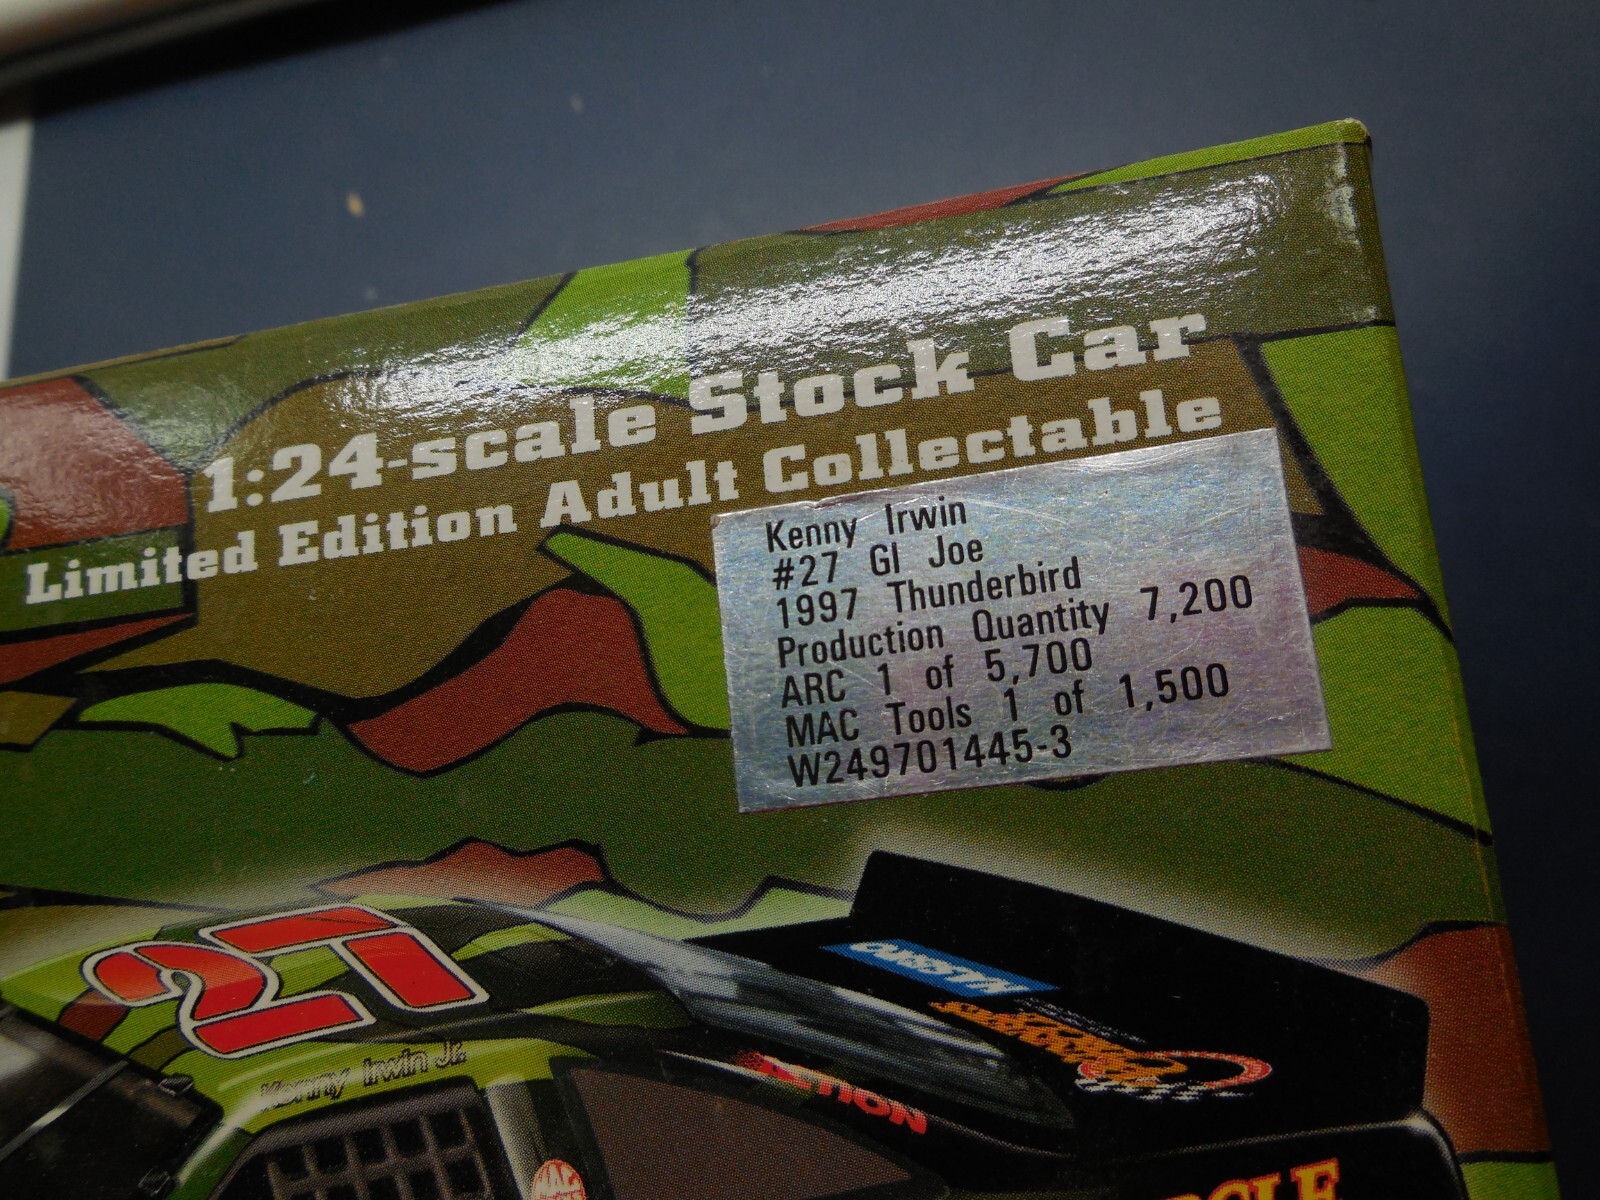 1:24-scale Stock Car
Limited Edition Adult Collectable
Kenny Irwin
#27 GI Joe
1997 Thunderbird
Production Quantity 7,200
ARC 1 of 5,700
MAC Tools 1 of 1,500
W249701445-3
27
Kenny Irwin Jr.
ACTION
MAC